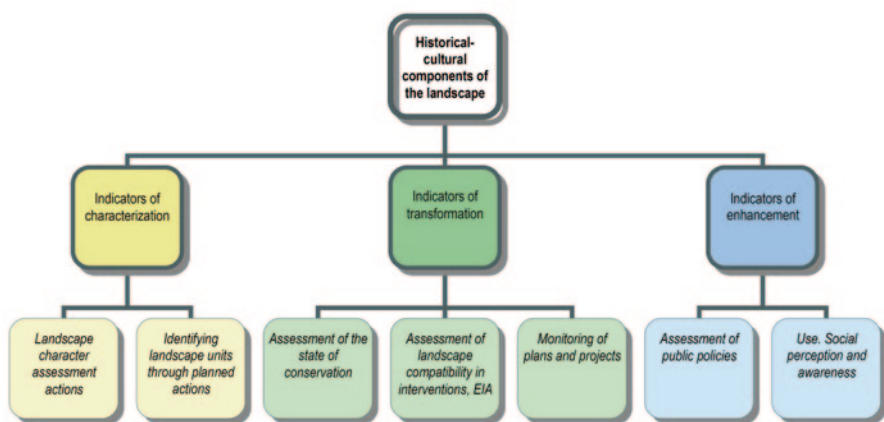 Historical-
cultural
components of
the landscape
Indicators of
characterization
Indicators of
transformation
Indicators of
enhancement
Landscape
character
assessment
actions
Identifying
landscape units
through planned
actions
Assessment of the
state of
conservation
Assessment of
landscape
compatibility in
interventions, EIA
Monitoring of
plans and projects
Assessment of
public policies
Use. Social
perception and
awareness